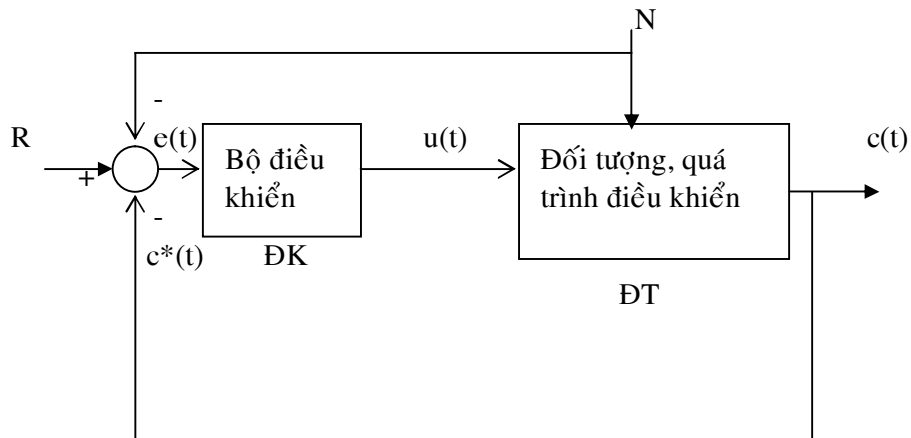 N
-
R
e(t)
u(t)
c(t)
+
Bộ điều
khiển
Đối tượng, quá
trình điều khiển
-
c*(t)
ĐK
ĐT